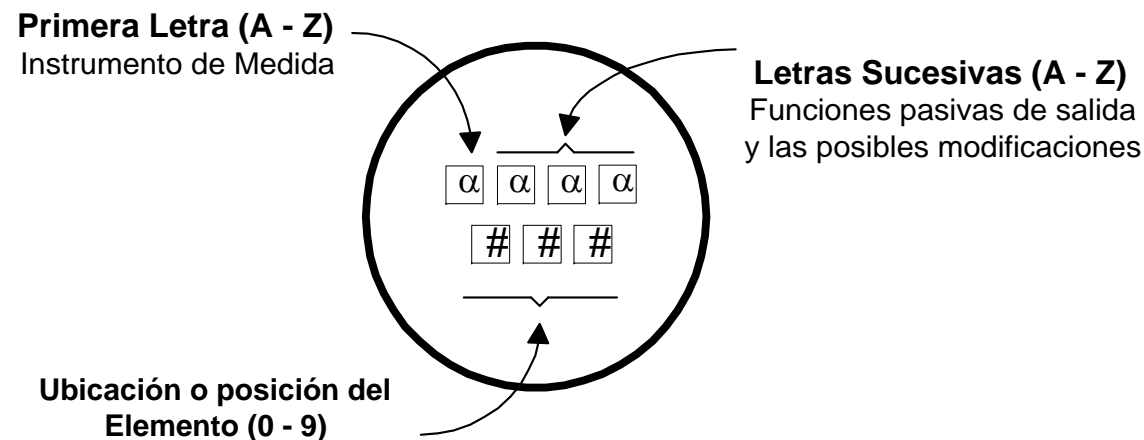 Primera Letra (A - Z)
Instrumento de Medida
Letras Sucesivas (A - Z)
Funciones pasivas de salida
y las posibles modificaciones
α α α α
# # #
Ubicación o posición del
Elemento (0 - 9)